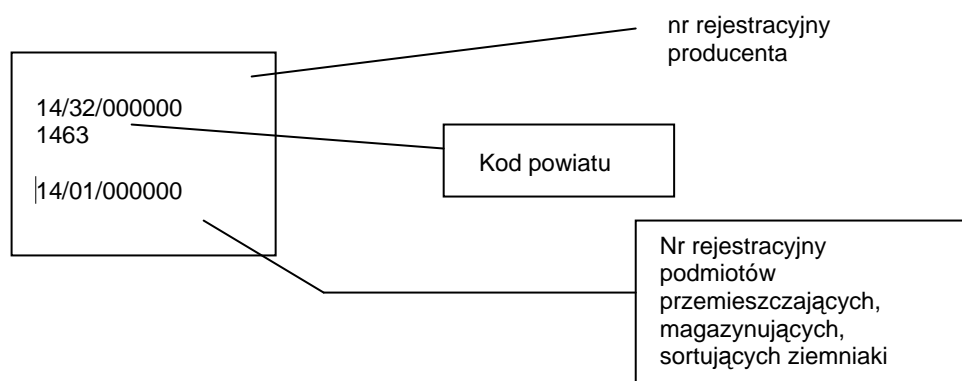 nr rejestracyjny
producenta
14/32/000000
1463
Kod powiatu
14/01/000000
Nr rejestracyjny
podmiotów
przemieszczających,
magazynujących,
sortujących ziemniaki